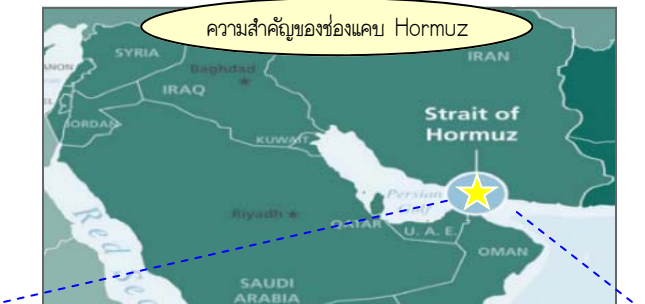 ความสำคัญของช่องแคบ Hormuz
SYRIA
Baghdad
IRAN
IRAQ
JORDAN
KUWAIT
Strait of
Hormuz
Persian
Gulf
Riyadh
QATAR
U. A. E.
OMAN
Red Sea
SAUDI
ARABIA